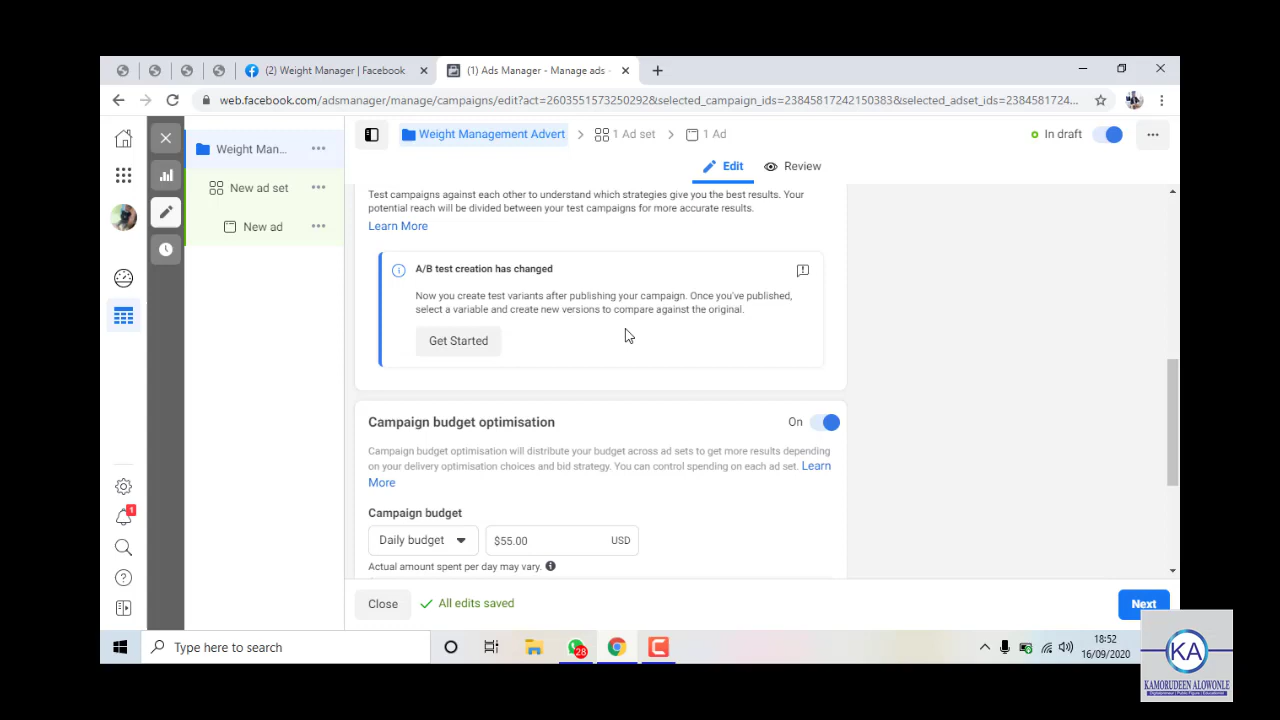 (2) Weight Manager | Facebook
(1) Ads Manager - Manage ads -
web.facebook.com/adsmanager/manage/campaigns/edit?act=2603551573250292&selected_campaign_ids=23845817242150383&selected_adset_ids=2384581724...
Weight Man...
New ad set
New ad
Weight Management Advert
1 Ad set
1 Ad
In draft
Edit
Review
Test campaigns against each other to understand which strategies give you the best results. Your
potential reach will be divided between your test campaigns for more accurate results.
Learn More
A/B test creation has changed
Now you create test variants after publishing your campaign. Once you've published,
select a variable and create new versions to compare against the original.
Get Started
Campaign budget optimisation
On
Campaign budget optimisation will distribute your budget across ad sets to get more results depending
on your delivery optimisation choices and bid strategy. You can control spending on each ad set. Learn
More
Campaign budget
Daily budget
$55.00
USD
Actual amount spent per day may vary.
1
Close
All edits saved
Next
Type here to search
28
18:52
16/09/2020
KA
KAMORUDEEN ALOWONLE